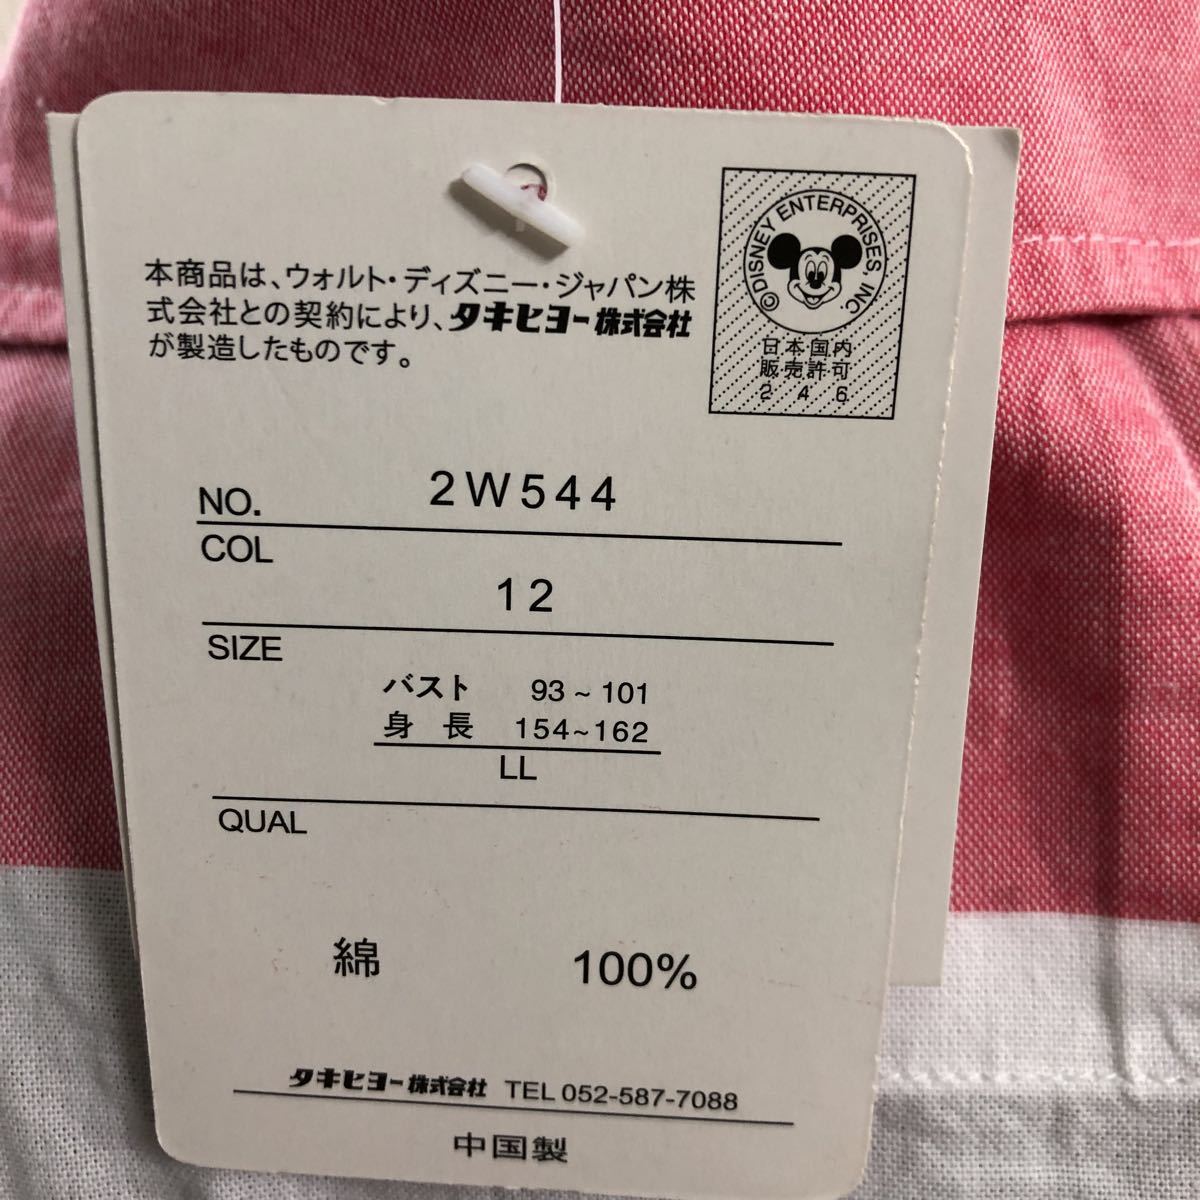 本商品は、ウォルト・ディズニー・ジャパン株
式会社との契約により、タキヒヨー株式会社
が製造したものです。
©DISNEY ENTERPRISES, INC
日本国内
販売許可
2 4 6
NO. 2W544
COL
12
SIZE
バスト 93～101
身 長 154～162
LL
QUAL
綿 100%
タキヒヨー株式会社 TEL 052-587-7088
中国製